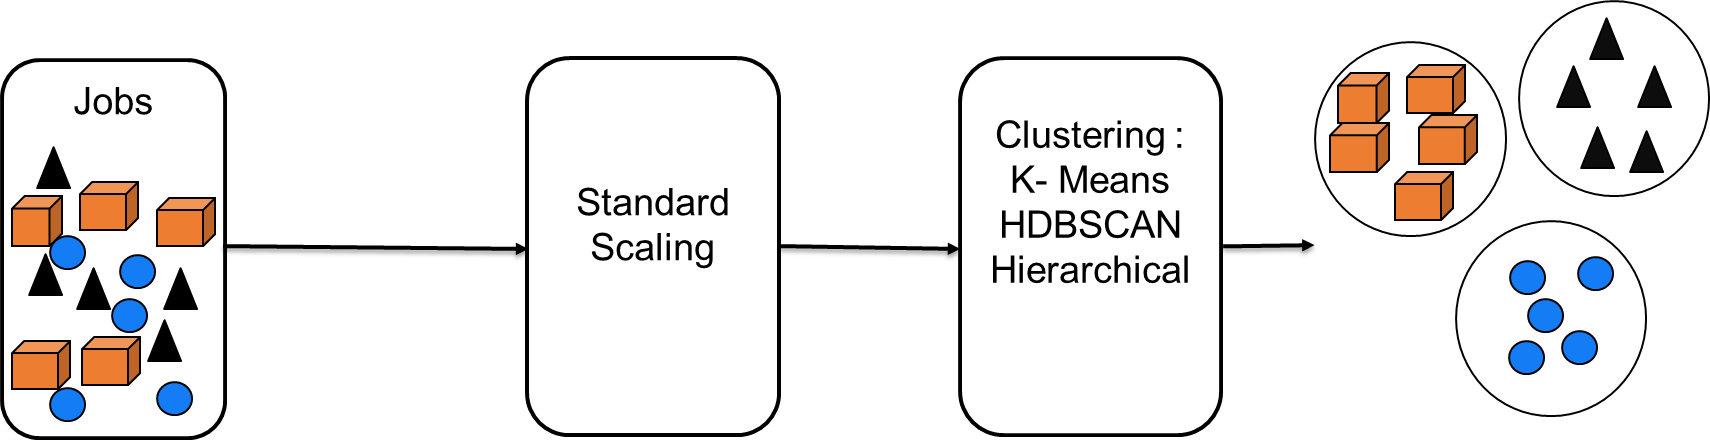 Jobs
Standard
Scaling
Clustering :
K- Means
HDBSCAN
Hierarchical